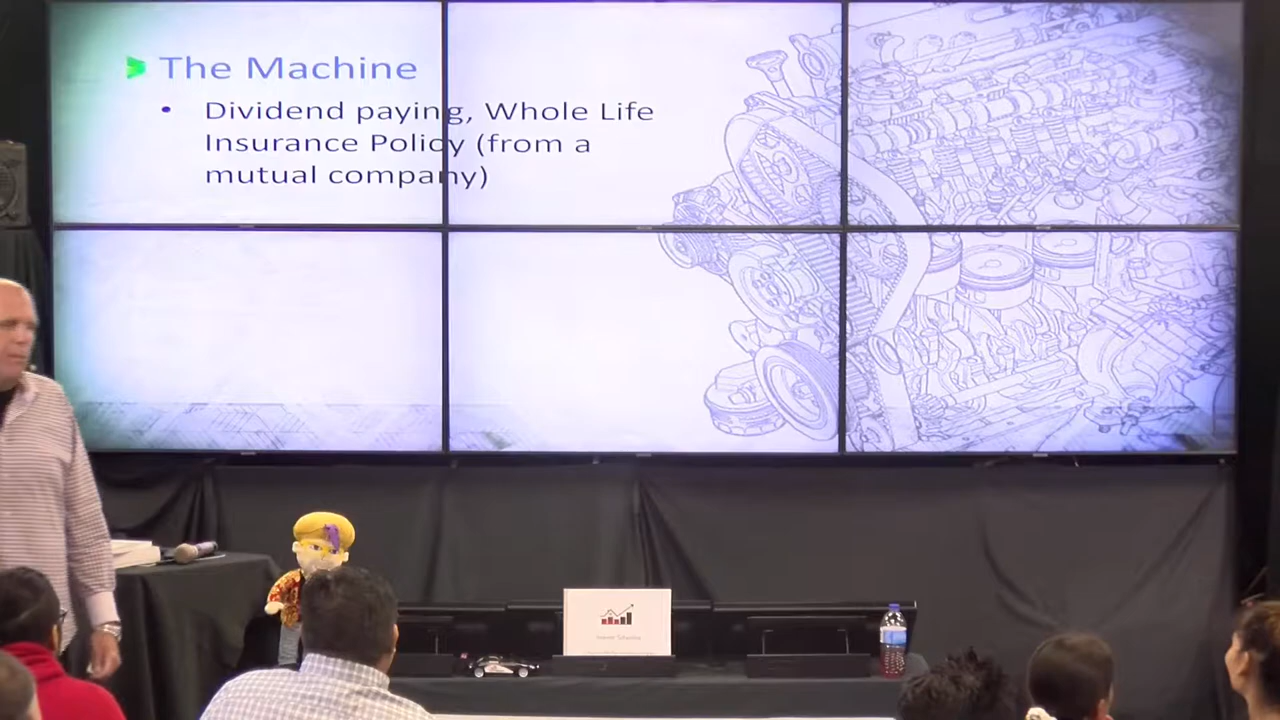 The Machine
• Dividend paying, Whole Life
Insurance Policy (from a
mutual company)